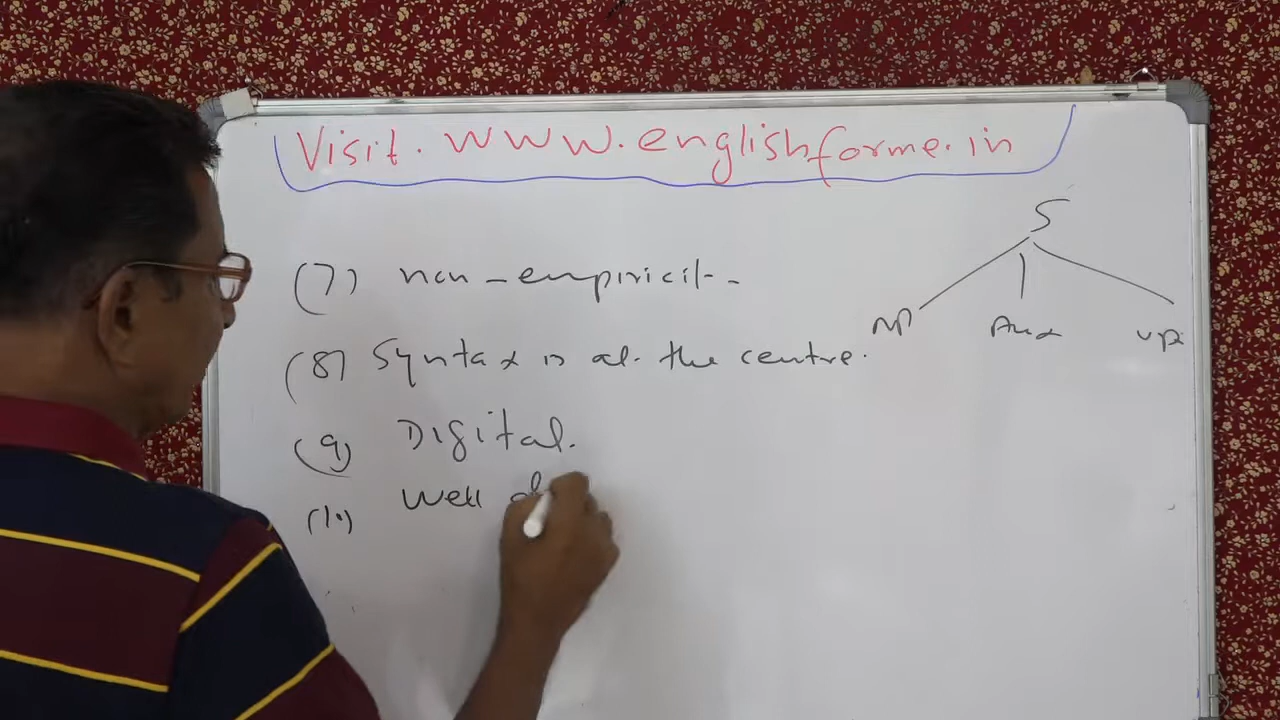 Visit. www.englishforme.in
S
NP Aux VP
(7) non-empiricit-
(8) Syntax is at the centre.
(9) Digital.
(10) Well